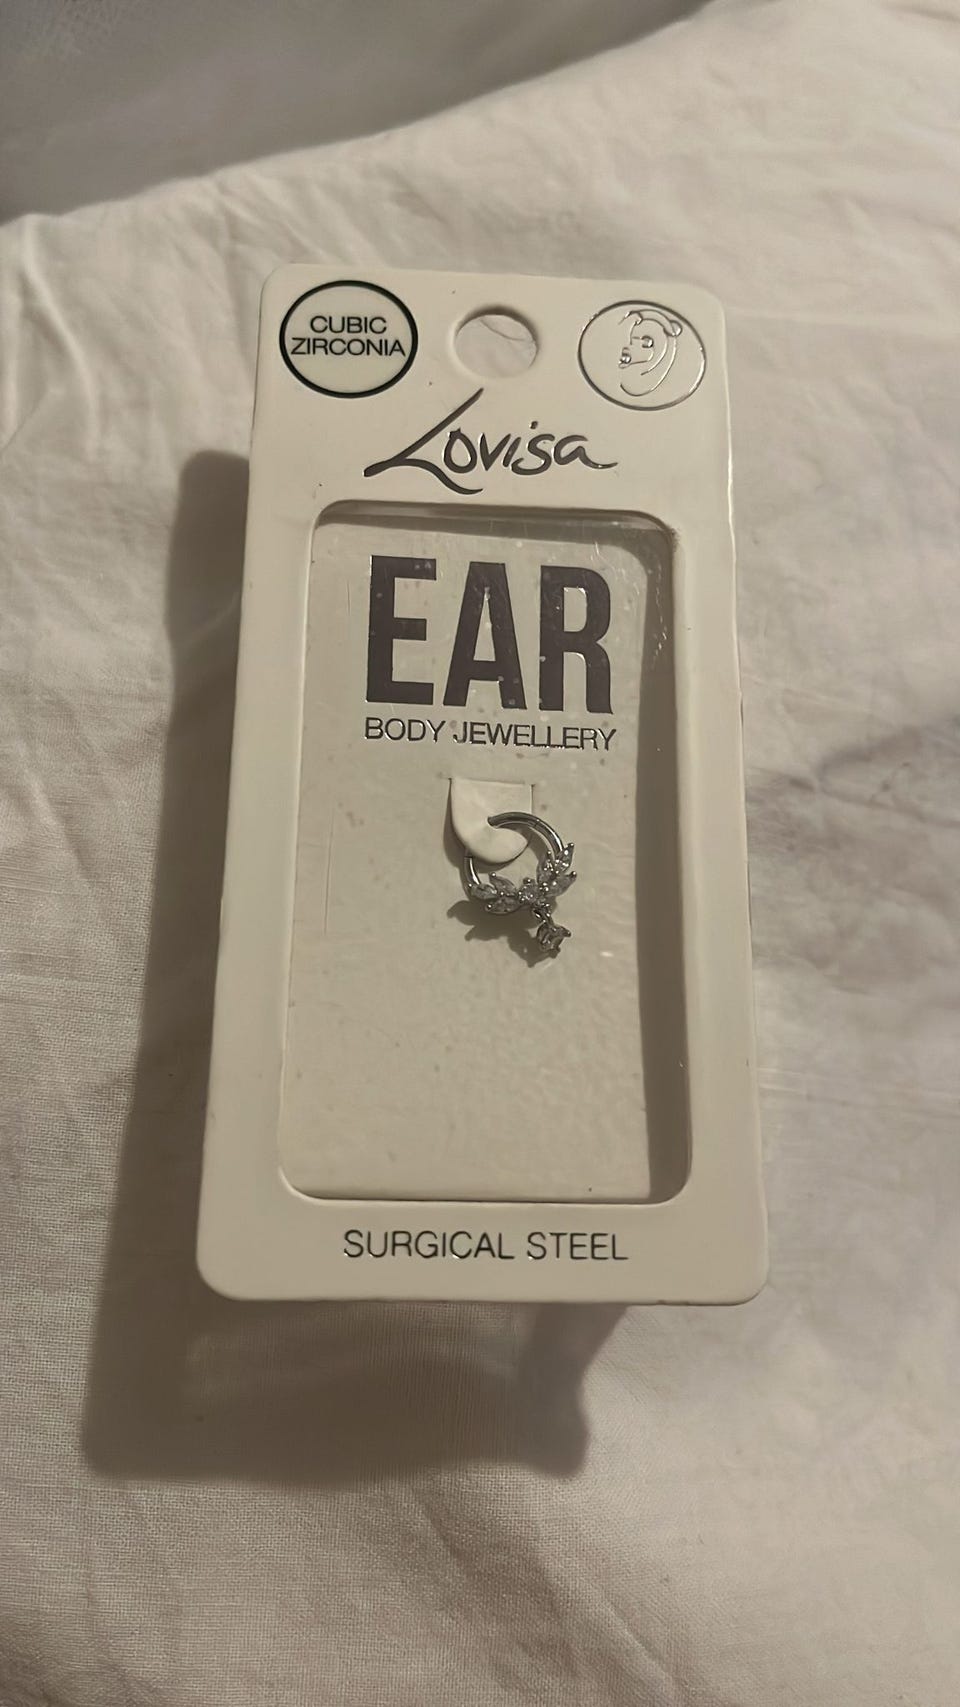 CUBIC
ZIRCONIA
Lovisa
EAR
BODY JEWELLERY
SURGICAL STEEL